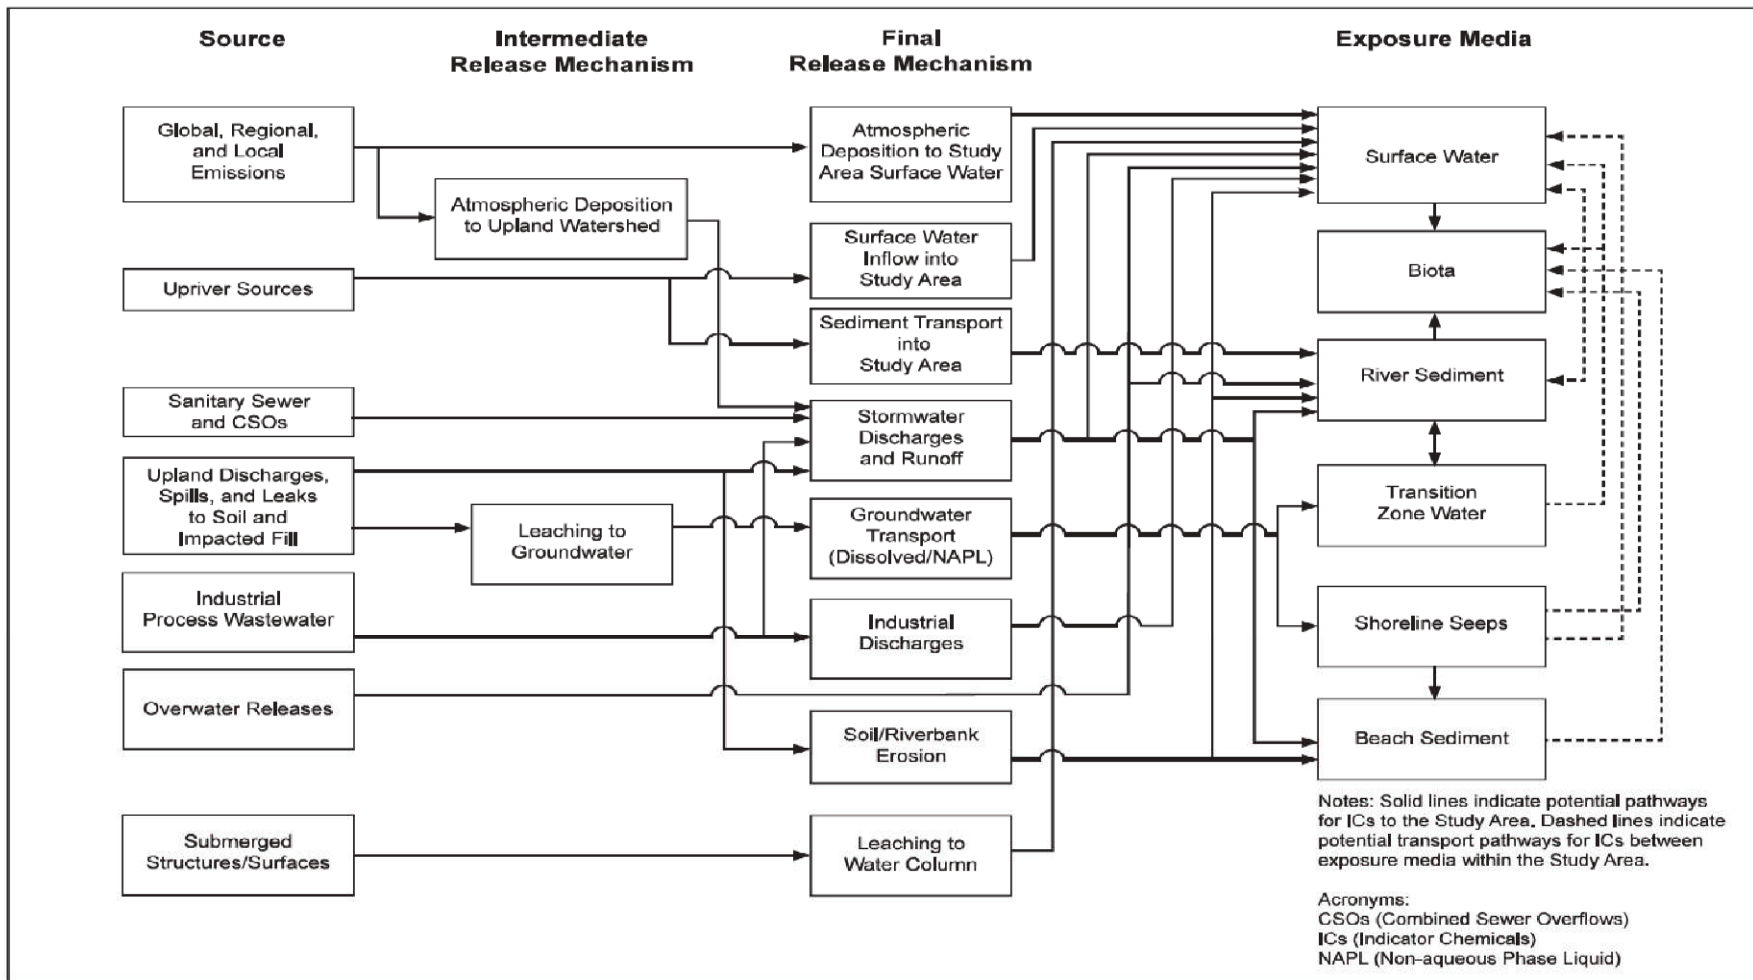 Source
Intermediate
Release Mechanism
Final
Release Mechanism
Exposure Media
Global, Regional,
and Local
Emissions
Upriver Sources
Sanitary Sewer
and CSOs
Upland Discharges,
Spills, and Leaks
to Soil and
Impacted Fill
Industrial
Process Wastewater
Overwater Releases
Submerged
Structures/Surfaces
Atmospheric Deposition
to Upland Watershed
Leaching to
Groundwater
Atmospheric
Deposition to Study
Area Surface Water
Surface Water
Inflow into
Study Area
Sediment Transport
into
Study Area
Stormwater
Discharges
and Runoff
Groundwater
Transport
(Dissolved/NAPL)
Industrial
Discharges
Soil/Riverbank
Erosion
Leaching to
Water Column
Surface Water
Biota
River Sediment
Transition
Zone Water
Shoreline Seeps
Beach Sediment
Notes: Solid lines indicate potential pathways
for ICs to the Study Area. Dashed lines indicate
potential transport pathways for ICs between
exposure media within the Study Area.
Acronyms:
CSOs (Combined Sewer Overflows)
ICs (Indicator Chemicals)
NAPL (Non-aqueous Phase Liquid)